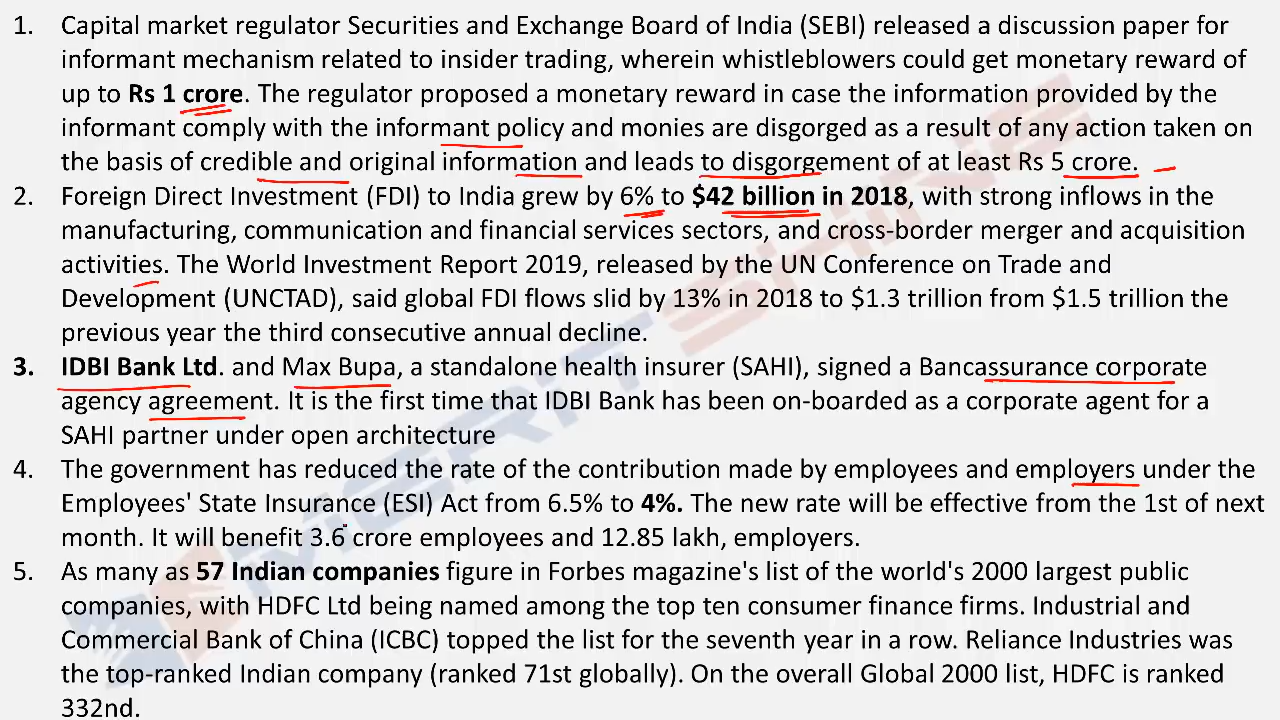 1. Capital market regulator Securities and Exchange Board of India (SEBI) released a discussion paper for
informant mechanism related to insider trading, wherein whistleblowers could get monetary reward of
up to Rs 1 crore. The regulator proposed a monetary reward in case the information provided by the
informant comply with the informant policy and monies are disgorged as a result of any action taken on
the basis of credible and original information and leads to disgorgement of at least Rs 5 crore.
2. Foreign Direct Investment (FDI) to India grew by 6% to $42 billion in 2018, with strong inflows in the
manufacturing, communication and financial services sectors, and cross-border merger and acquisition
activities. The World Investment Report 2019, released by the UN Conference on Trade and
Development (UNCTAD), said global FDI flows slid by 13% in 2018 to $1.3 trillion from $1.5 trillion the
previous year the third consecutive annual decline.
3. IDBI Bank Ltd. and Max Bupa, a standalone health insurer (SAHI), signed a Bancassurance corporate
agency agreement. It is the first time that IDBI Bank has been on-boarded as a corporate agent for a
SAHI partner under open architecture
4. The government has reduced the rate of the contribution made by employees and employers under the
Employees' State Insurance (ESI) Act from 6.5% to 4%. The new rate will be effective from the 1st of next
month. It will benefit 3.6 crore employees and 12.85 lakh, employers.
5. As many as 57 Indian companies figure in Forbes magazine's list of the world's 2000 largest public
companies, with HDFC Ltd being named among the top ten consumer finance firms. Industrial and
Commercial Bank of China (ICBC) topped the list for the seventh year in a row. Reliance Industries was
the top-ranked Indian company (ranked 71st globally). On the overall Global 2000 list, HDFC is ranked
332nd.
MERIT SHINE